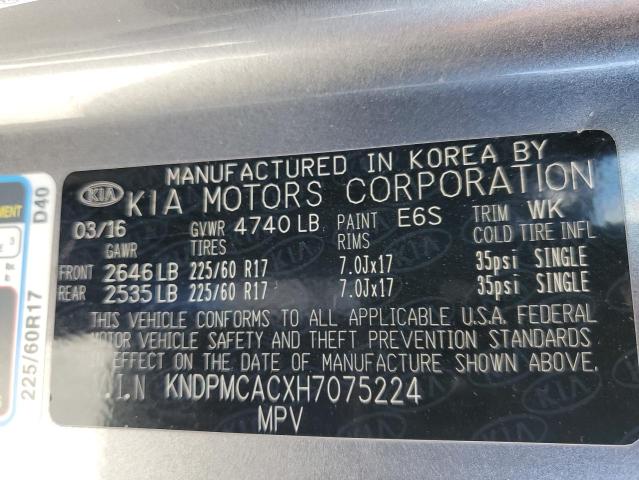 MANUFACTURED IN KOREA BY
KIA KIA MOTORS CORPORATION
03/16 GVWR 4740 LB PAINT E6S TRIM WK
GAWR TIRES RIMS COLD TIRE INFL
FRONT 2646 LB 225/60 R17 7.0Jx17 35psi SINGLE
REAR 2535 LB 225/60 R17 7.0Jx17 35psi SINGLE
THIS VEHICLE CONFORMS TO ALL APPLICABLE U.S.A. FEDERAL
MOTOR VEHICLE SAFETY AND THEFT PREVENTION STANDARDS
IN EFFECT ON THE DATE OF MANUFACTURE SHOWN ABOVE.
V.I.N KNDPMCACXH7075224
MPV
D40
225/60R17